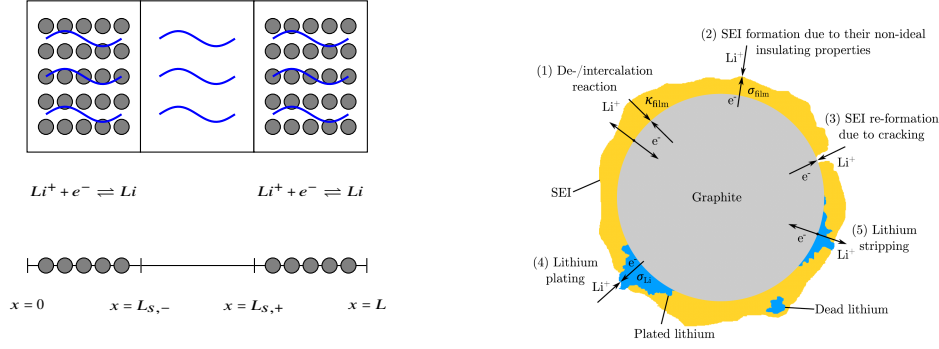 Li⁺ + e⁻ ⇌ Li
Li⁺ + e⁻ ⇌ Li
x = 0
x = L_{s,−}
x = L_{s,+}
x = L
(1) De-/intercalation
reaction
Li⁺
κ_film
e⁻
(2) SEI formation due to their non-ideal
insulating properties
Li⁺
σ_film
e⁻
(3) SEI re-formation
due to cracking
Li⁺
e⁻
SEI
Graphite
(4) Lithium
plating
Li⁺
e⁻
σ_Li
Plated lithium
(5) Lithium
stripping
e⁻
Li⁺
Dead lithium